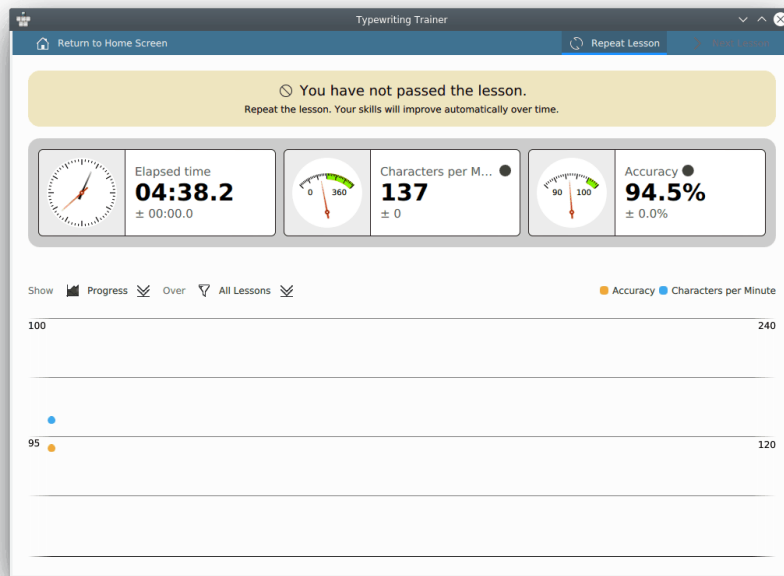 Typewriting Trainer
Return to Home Screen
Repeat Lesson
You have not passed the lesson.
Repeat the lesson. Your skills will improve automatically over time.
Elapsed time
04:38.2
± 00:00.0
0 360
Characters per M...
137
± 0
90 100
Accuracy
94.5%
± 0.0%
Show Progress Over All Lessons
Accuracy Characters per Minute
100 240
95 120